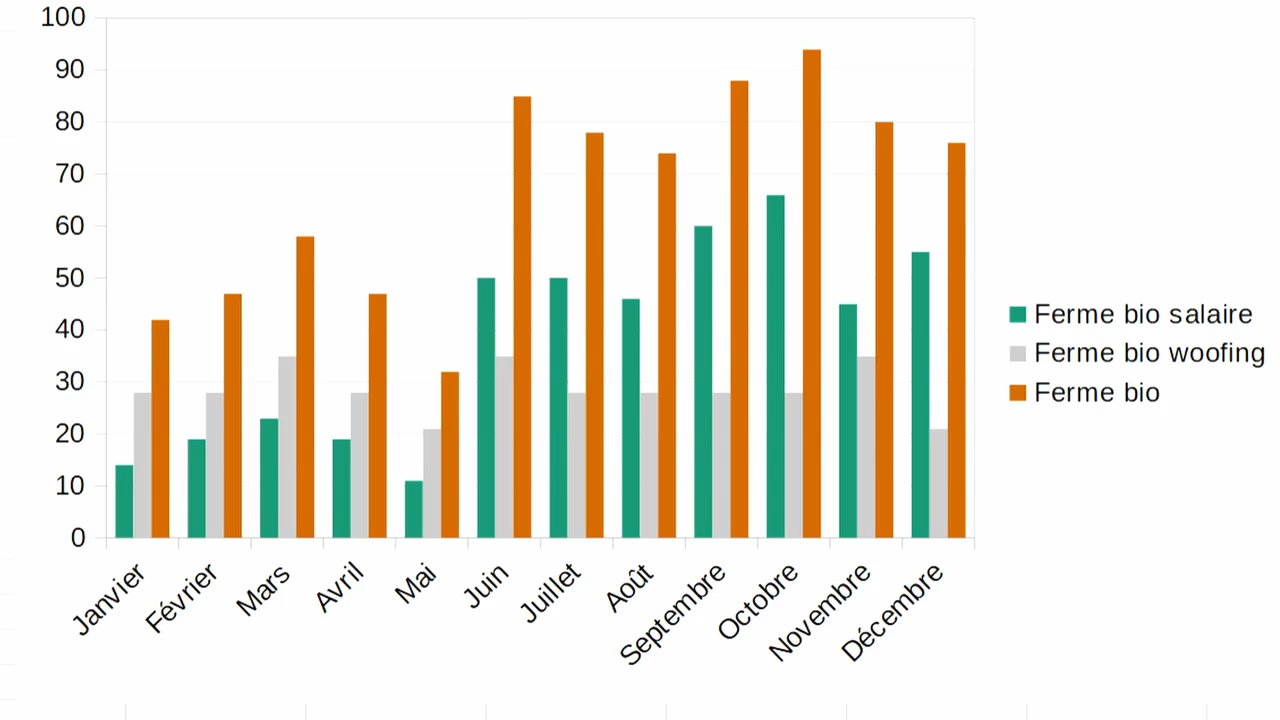 100
90
80
70
60
50
40
30
20
10
0
Janvier
Février
Mars
Avril
Mai
Juin
Juillet
Août
Septembre
Octobre
Novembre
Décembre
Ferme bio salaire
Ferme bio woofing
Ferme bio